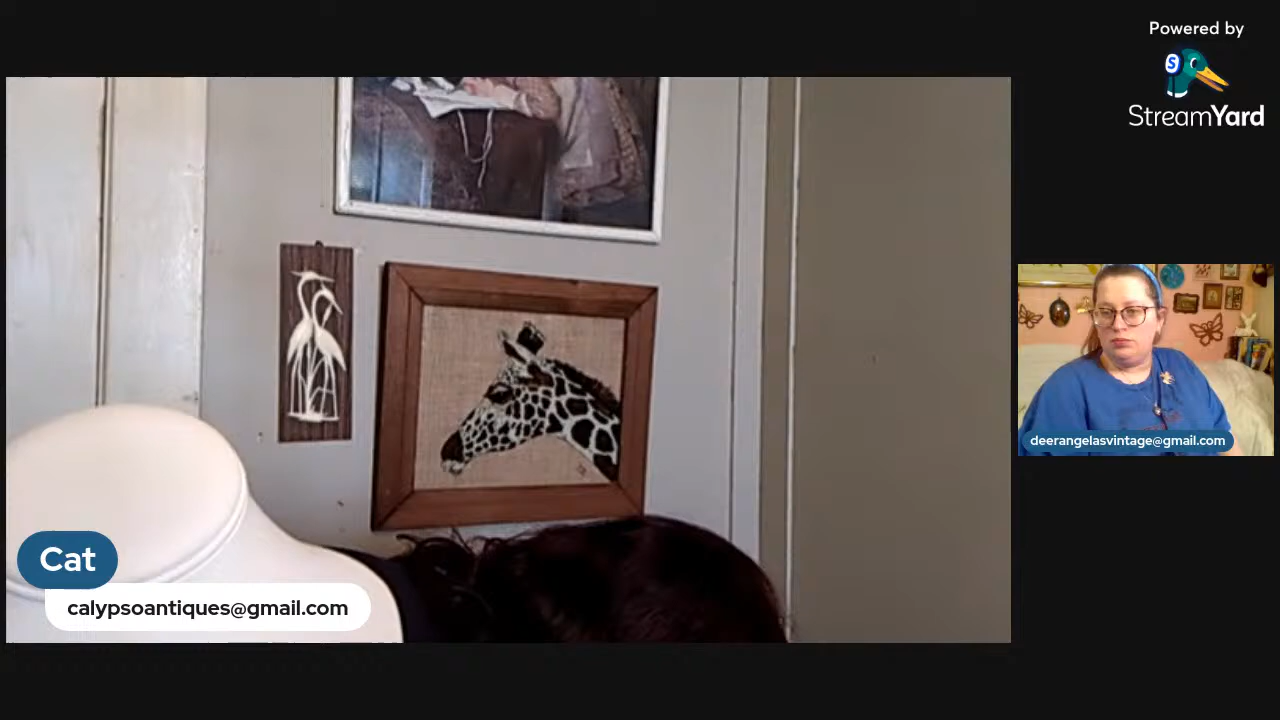 Powered by
StreamYard
Cat
calypsoantiques@gmail.com
deerangelasvintage@gmail.com